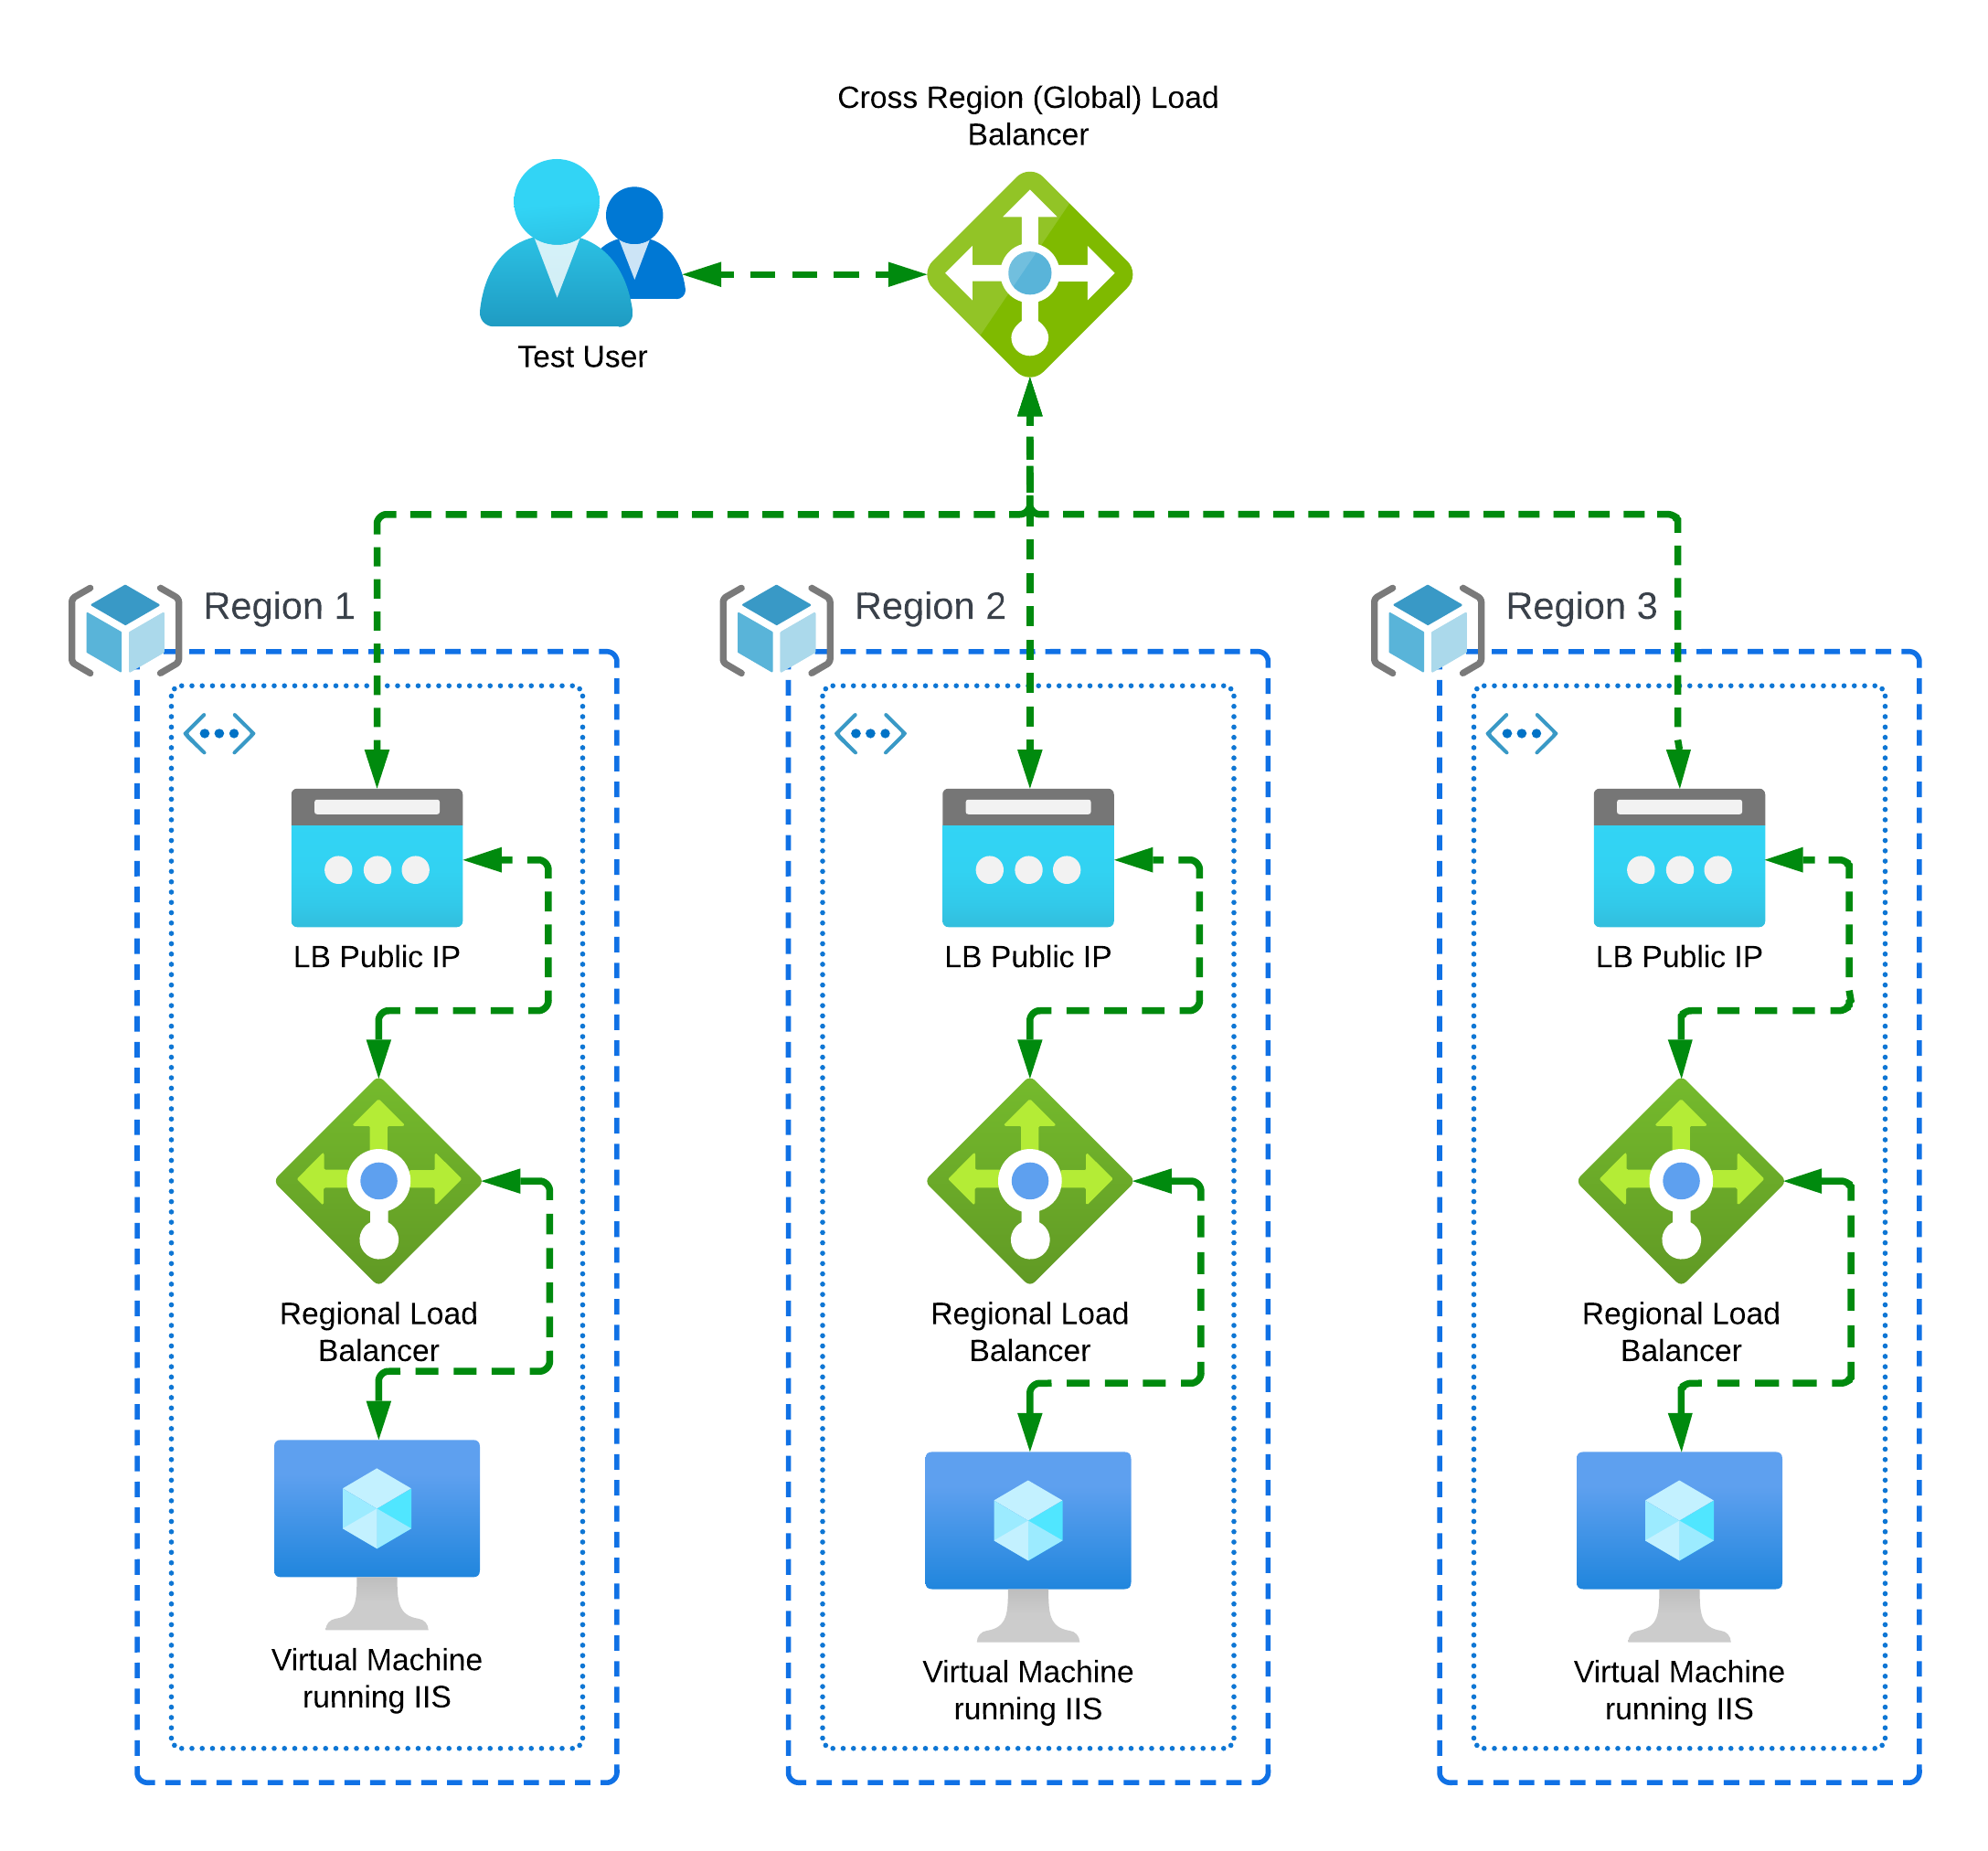 Cross Region (Global) Load
Balancer
Test User
Region 1
Region 2
Region 3
LB Public IP
LB Public IP
LB Public IP
Regional Load
Balancer
Regional Load
Balancer
Regional Load
Balancer
Virtual Machine
running IIS
Virtual Machine
running IIS
Virtual Machine
running IIS